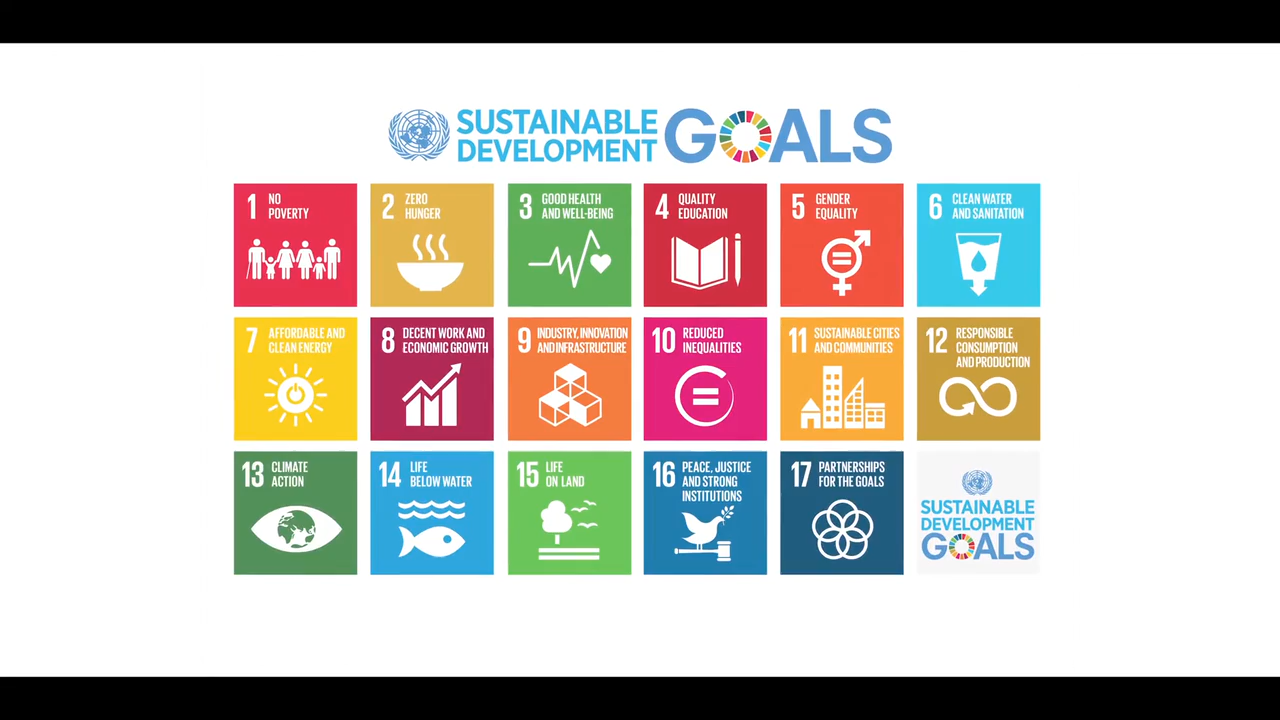 SUSTAINABLE
DEVELOPMENT
GOALS
1 NO
POVERTY
2 ZERO
HUNGER
3 GOOD HEALTH
AND WELL-BEING
4 QUALITY
EDUCATION
5 GENDER
EQUALITY
6 CLEAN WATER
AND SANITATION
7 AFFORDABLE AND
CLEAN ENERGY
8 DECENT WORK AND
ECONOMIC GROWTH
9 INDUSTRY, INNOVATION
AND INFRASTRUCTURE
10 REDUCED
INEQUALITIES
11 SUSTAINABLE CITIES
AND COMMUNITIES
12 RESPONSIBLE
CONSUMPTION
AND PRODUCTION
13 CLIMATE
ACTION
14 LIFE
BELOW WATER
15 LIFE
ON LAND
16 PEACE, JUSTICE
AND STRONG
INSTITUTIONS
17 PARTNERSHIPS
FOR THE GOALS
SUSTAINABLE
DEVELOPMENT
GOALS